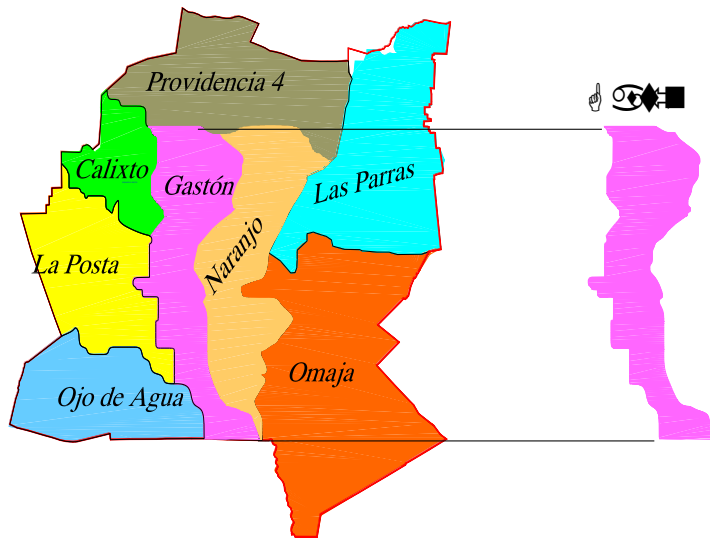 Providencia 4
Calixto
Gastón
Las Parras
Naranjo
La Posta
Omaja
Ojo de Agua